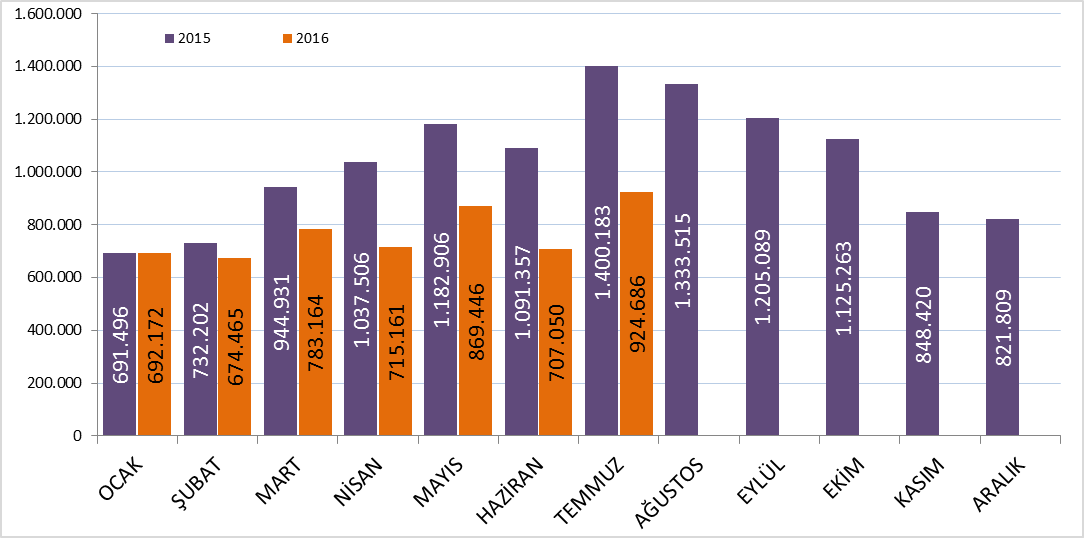 1.600.000
1.400.000
1.200.000
1.000.000
800.000
600.000
400.000
200.000
0
2015
2016
691.496
692.172
732.202
674.465
944.931
783.164
1.037.506
715.161
1.182.906
869.446
1.091.357
707.050
1.400.183
924.686
1.333.515
1.205.089
1.125.263
848.420
821.809
OCAK
ŞUBAT
MART
NİSAN
MAYIS
HAZİRAN
TEMMUZ
AĞUSTOS
EYLÜL
EKİM
KASIM
ARALIK